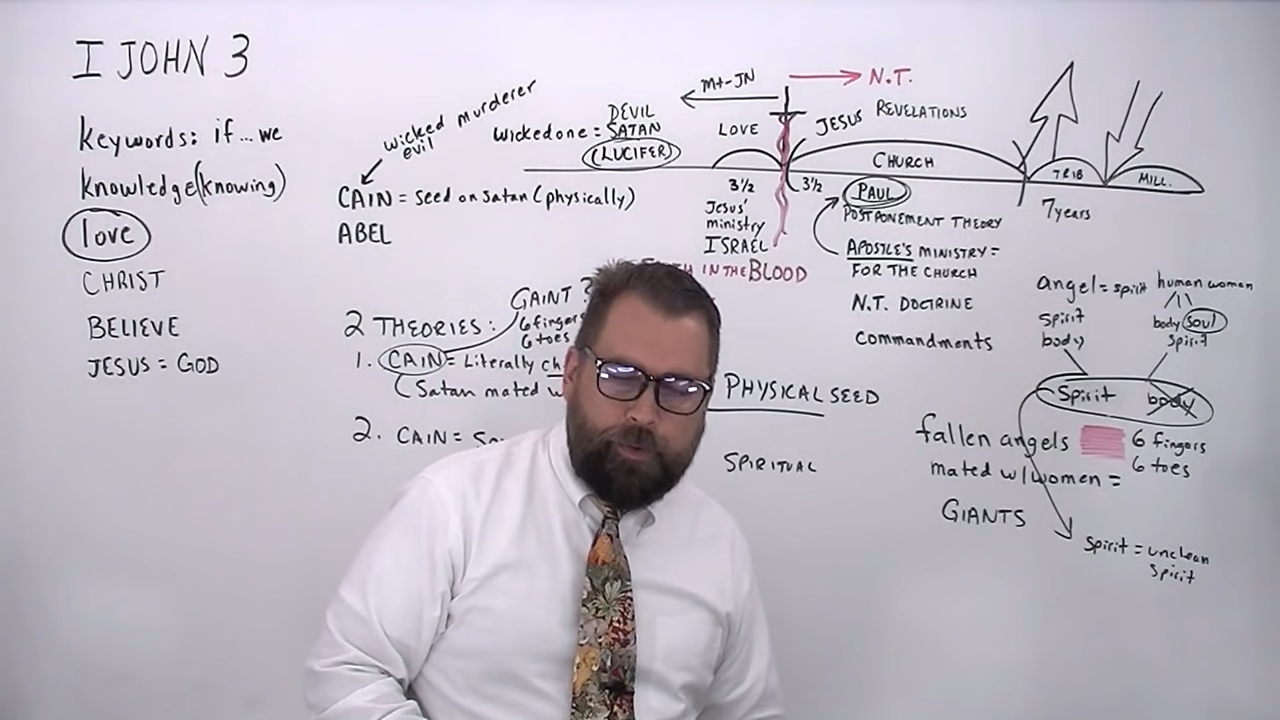 I JOHN 3
Keywords: if...we
Knowledge (knowing)
love
CHRIST
BELIEVE
JESUS = GOD
wicked murderer
evil
CAIN = seed on satan (physically)
ABEL
DEVIL
wicked one = SATAN
(LUCIFER)
Mt-JN
N.T.
LOVE
JESUS REVELATIONS
CHURCH
TRIB
MILL.
3½
3½
7 years
Jesus'
ministry
ISRAEL
IN THE BLOOD
PAUL
POSTPONEMENT THEORY
APOSTLE'S MINISTRY =
FOR THE CHURCH
N.T. DOCTRINE
Commandments
2 THEORIES:
GAINT
6 fingers
6 toes
1. CAIN = Literally
(Satan mated
PHYSICAL SEED
2. CAIN =
SPIRITUAL
angel = spirit
human woman
spirit
body
body soul
spirit
Spirit body
fallen angels
6 fingers
6 toes
mated w/women =
GIANTS
Spirit = unclean
spirit